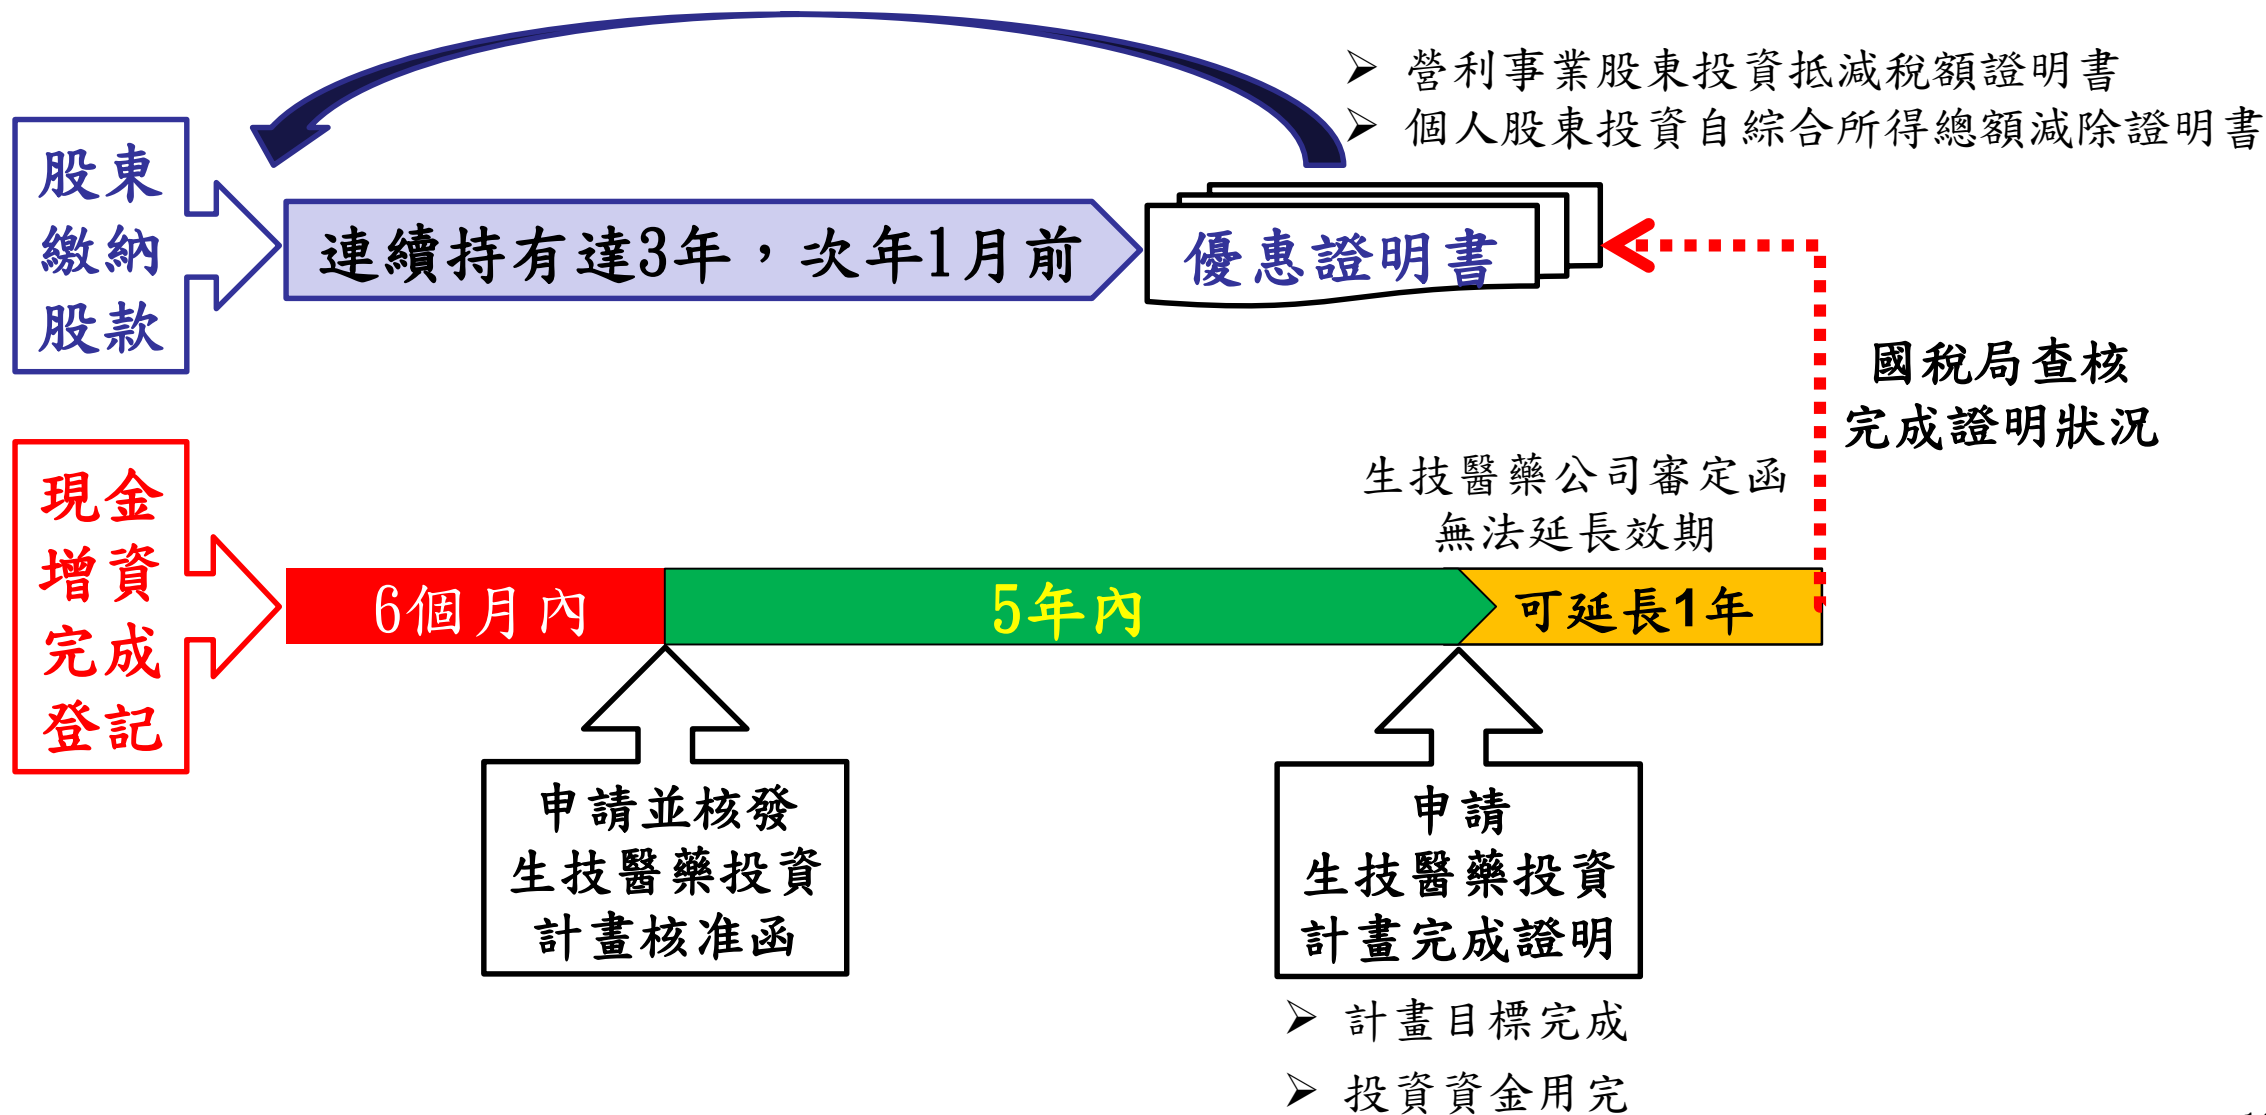 營利事業股東投資抵減稅額證明書
個人股東投資自綜合所得總額減除證明書
股東
繳納
股款
連續持有達3年，次年1月前
優惠證明書
國稅局查核
完成證明狀況
現金
增資
完成
登記
生技醫藥公司審定函
無法延長效期
6個月內
5年內
可延長1年
申請並核發
生技醫藥投資
計畫核准函
申請
生技醫藥投資
計畫完成證明
計畫目標完成
投資資金用完